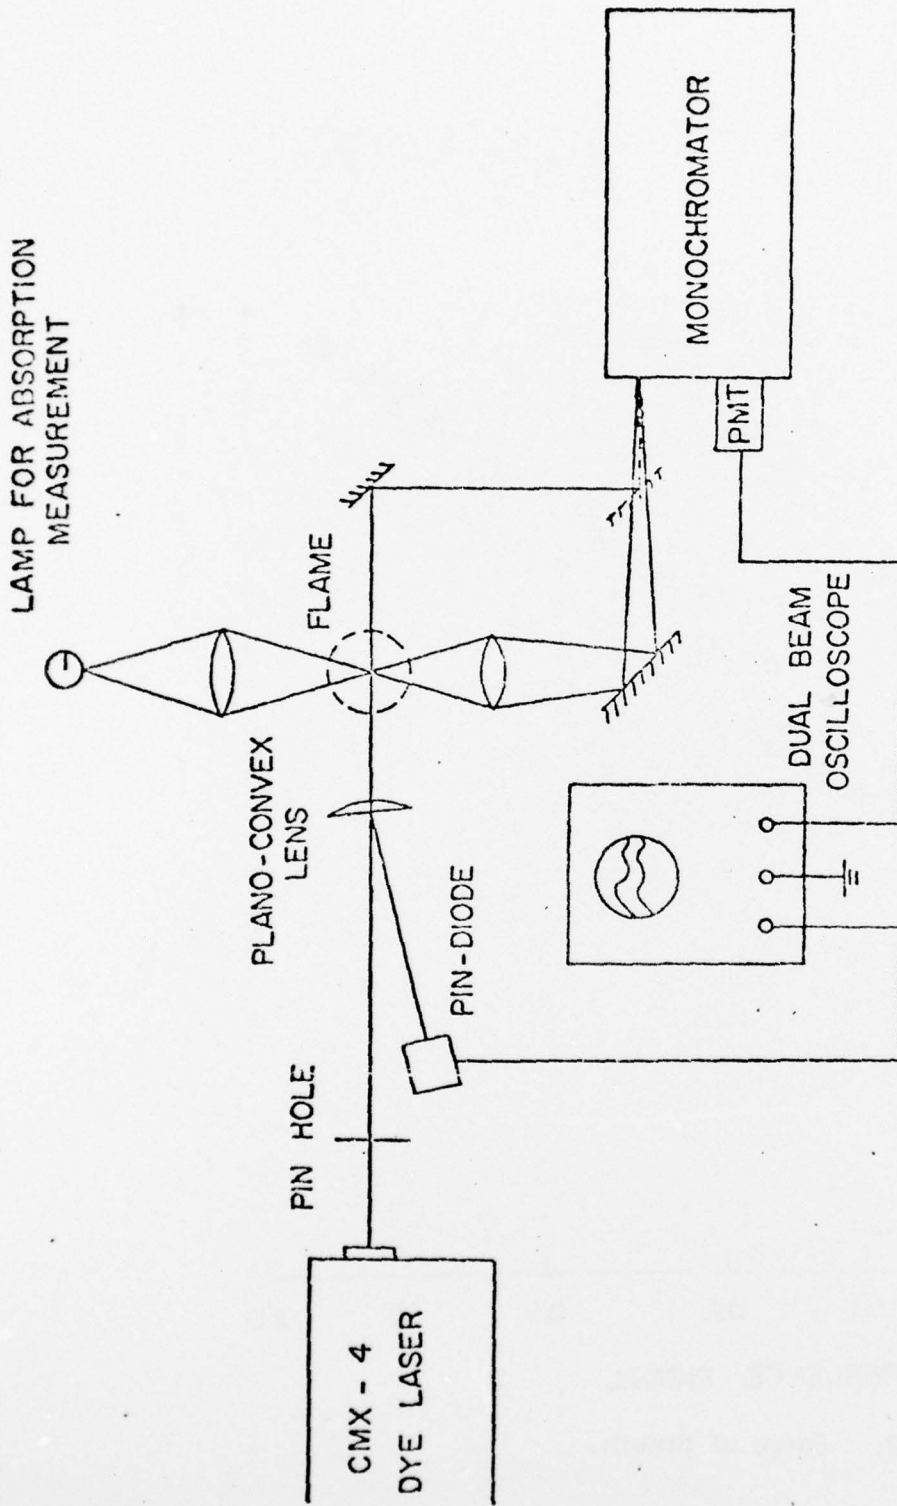 LAMP FOR ABSORPTION
MEASUREMENT
PIN HOLE
PLANO-CONVEX
LENS
FLAME
CMX - 4
DYE LASER
PIN-DIODE
MONOCHROMATOR
PMT
DUAL BEAM
OSCILLOSCOPE